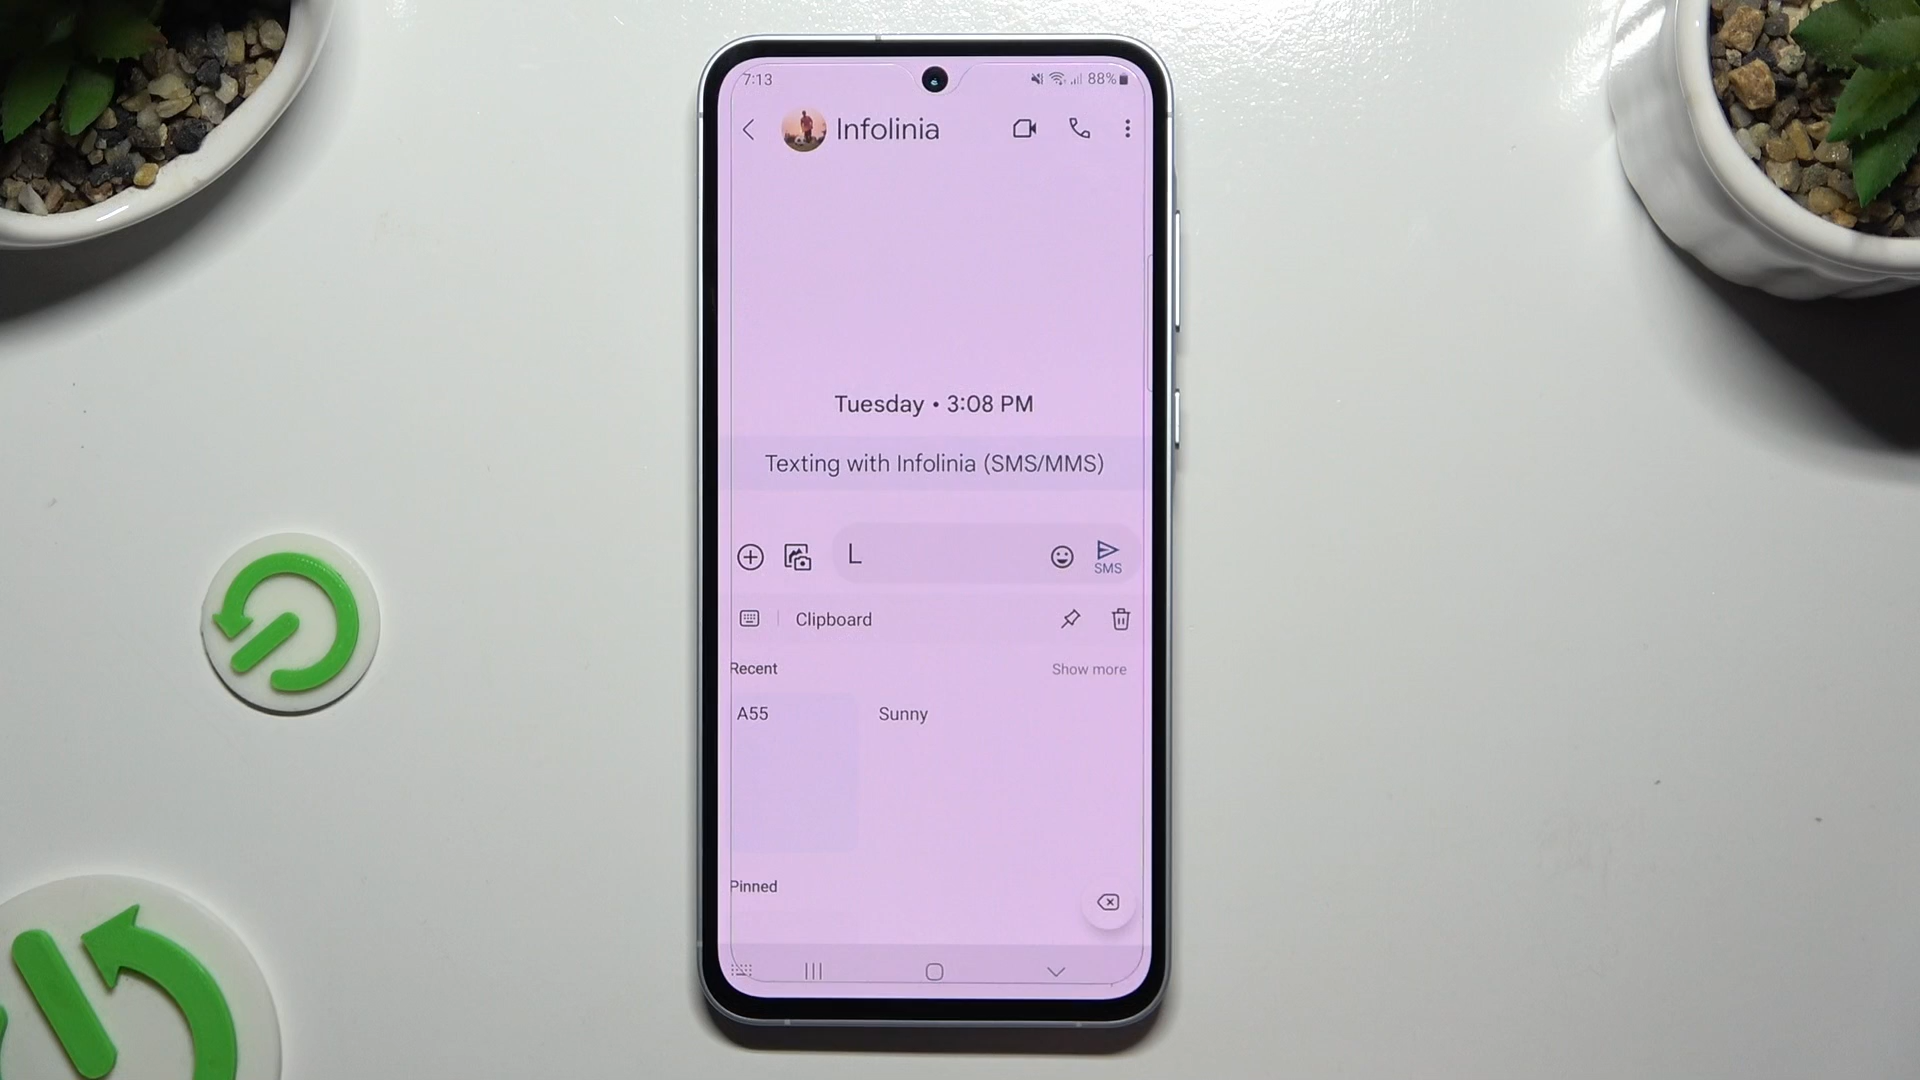 7:13
88%
Infolinia
Tuesday • 3:08 PM
Texting with Infolinia (SMS/MMS)
L
SMS
Clipboard
Recent
Show more
A55
Sunny
Pinned